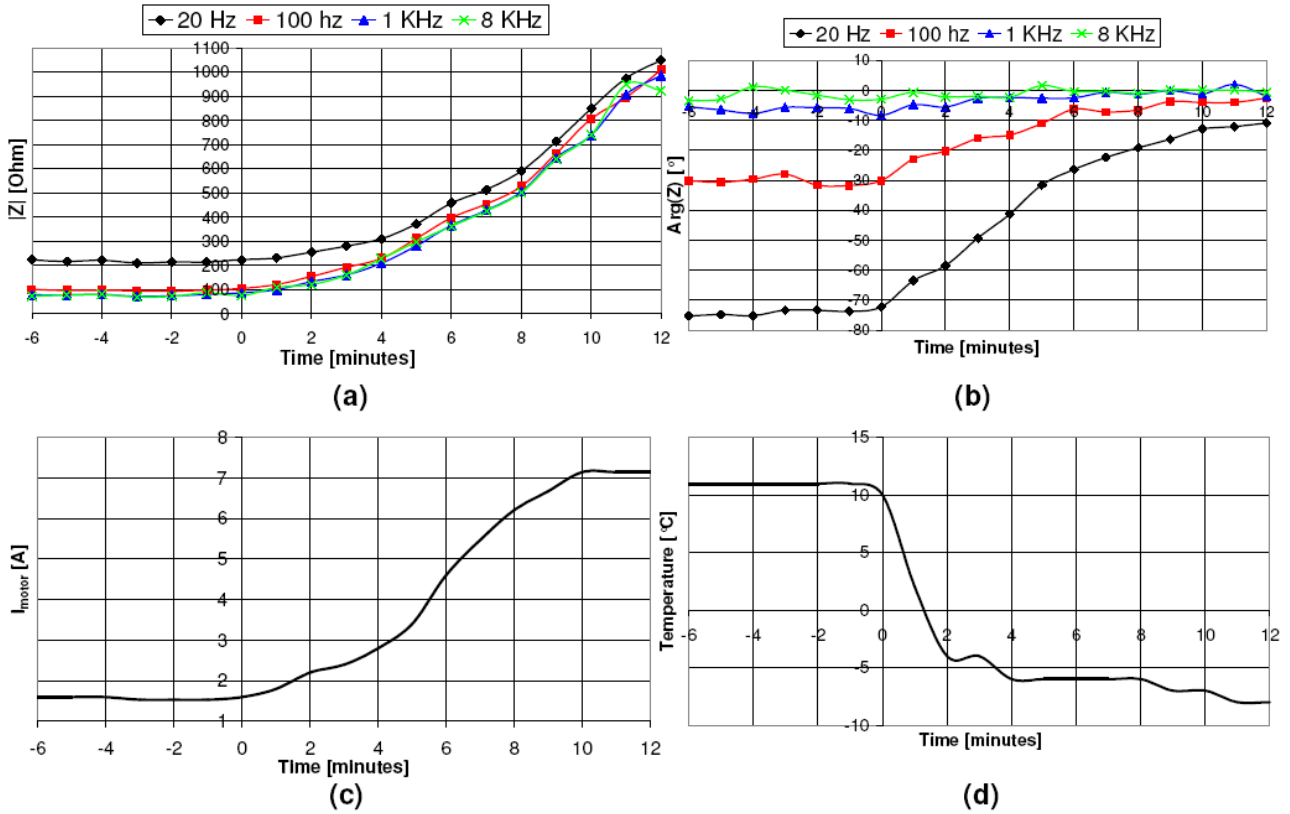 20 Hz 100 hz 1 KHz 8 KHz
|Z| [Ohm]
1100
1000
900
800
700
600
500
400
300
200
100
0
-6 -4 -2 0 2 4 6 8 10 12
Time [minutes]
(a)
20 Hz 100 hz 1 KHz 8 KHz
Arg(Z) [°]
10
0
-10
-20
-30
-40
-50
-60
-70
-80
-6 -4 -2 0 2 4 6 8 10 12
Time [minutes]
(b)
Imotor [A]
8
7
6
5
4
3
2
1
-6 -4 -2 0 2 4 6 8 10 12
Time [minutes]
(c)
Temperature [°C]
15
10
5
0
-5
-10
-6 -4 -2 0 2 4 6 8 10 12
Time [minutes]
(d)